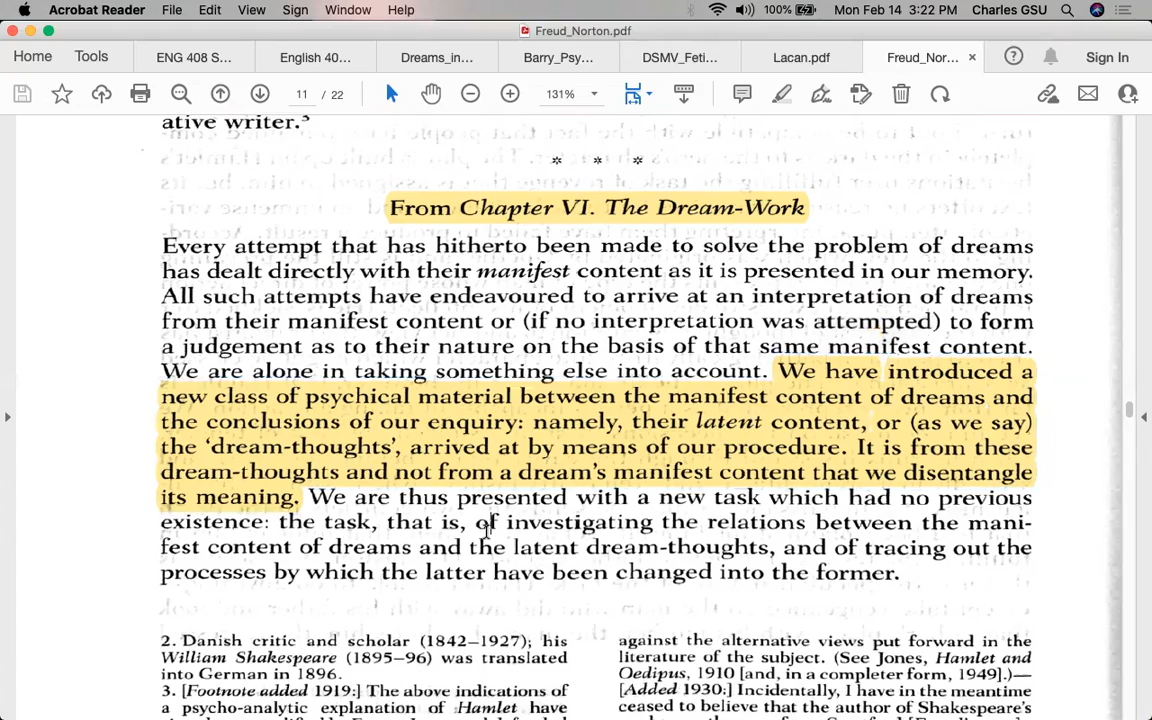 Acrobat Reader File Edit View Sign Window Help 100% Mon Feb 14 3:22 PM Charles GSU
Freud_Norton.pdf
Home Tools ENG 408 S... English 40... Dreams_in... Barry_Psy... DSMV_Feti... Lacan.pdf Freud_Nor... × ? Sign In
11 / 22 131%
ative writer.³
* * *
From Chapter VI. The Dream-Work
Every attempt that has hitherto been made to solve the problem of dreams
has dealt directly with their manifest content as it is presented in our memory.
All such attempts have endeavoured to arrive at an interpretation of dreams
from their manifest content or (if no interpretation was attempted) to form
a judgement as to their nature on the basis of that same manifest content.
We are alone in taking something else into account. We have introduced a
new class of psychical material between the manifest content of dreams and
the conclusions of our enquiry: namely, their latent content, or (as we say)
the ‘dream-thoughts’, arrived at by means of our procedure. It is from these
dream-thoughts and not from a dream’s manifest content that we disentangle
its meaning. We are thus presented with a new task which had no previous
existence: the task, that is, of investigating the relations between the mani-
fest content of dreams and the latent dream-thoughts, and of tracing out the
processes by which the latter have been changed into the former.
2. Danish critic and scholar (1842–1927); his
William Shakespeare (1895–96) was translated
into German in 1896.
3. [Footnote added 1919:] The above indications of
a psycho-analytic explanation of Hamlet have
against the alternative views put forward in the
literature of the subject. (See Jones, Hamlet and
Oedipus, 1910 [and, in a completer form, 1949].)—
[Added 1930:] Incidentally, I have in the meantime
ceased to believe that the author of Shakespeare’s